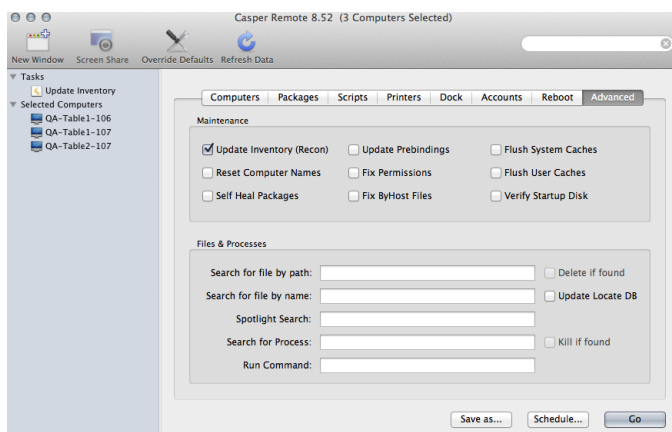 Casper Remote 8.52 (3 Computers Selected)
New Window Screen Share Override Defaults Refresh Data
Tasks
Update Inventory
Selected Computers
QA-Table1-106
QA-Table1-107
QA-Table2-107
Computers Packages Scripts Printers Dock Accounts Reboot Advanced
Maintenance
Update Inventory (Recon) Update Prebindings Flush System Caches
Reset Computer Names Fix Permissions Flush User Caches
Self Heal Packages Fix ByHost Files Verify Startup Disk
Files & Processes
Search for file by path: Delete if found
Search for file by name: Update Locate DB
Spotlight Search:
Search for Process: Kill if found
Run Command:
Save as... Schedule... Go